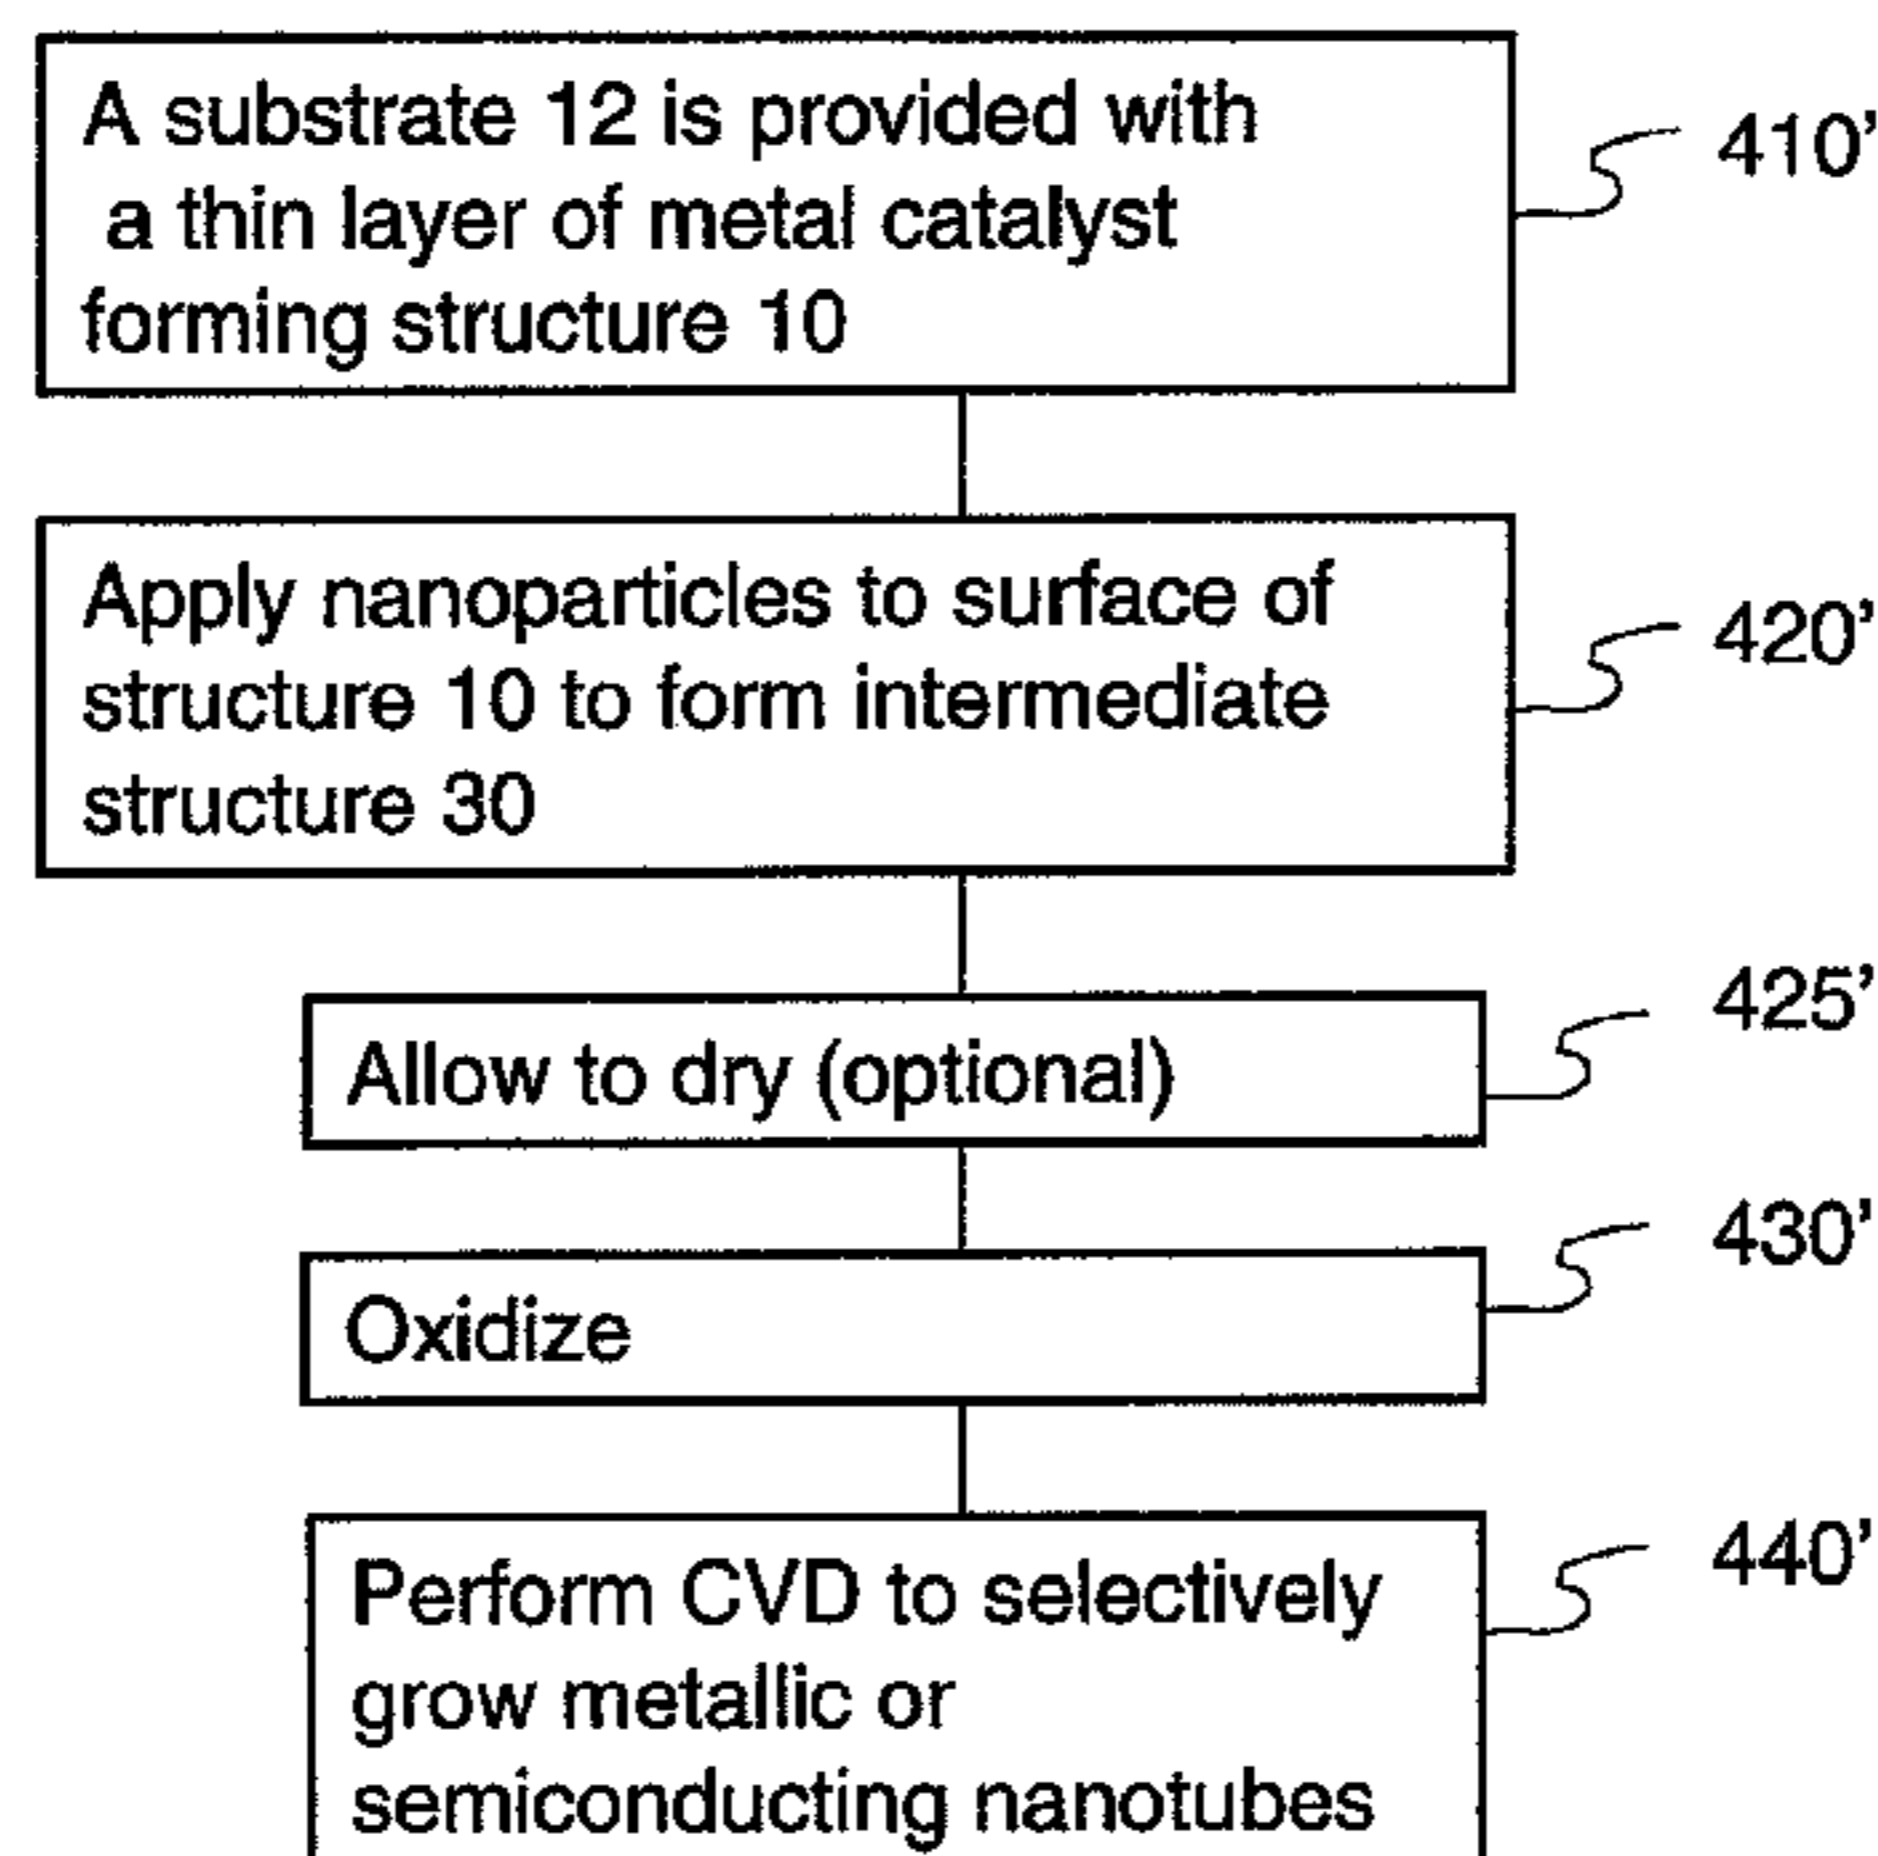 A substrate 12 is provided with
a thin layer of metal catalyst
forming structure 10
410’
Apply nanoparticles to surface of
structure 10 to form intermediate
structure 30
420’
Allow to dry (optional)
425’
Oxidize
430’
Perform CVD to selectively
grow metallic or
semiconducting nanotubes
440’